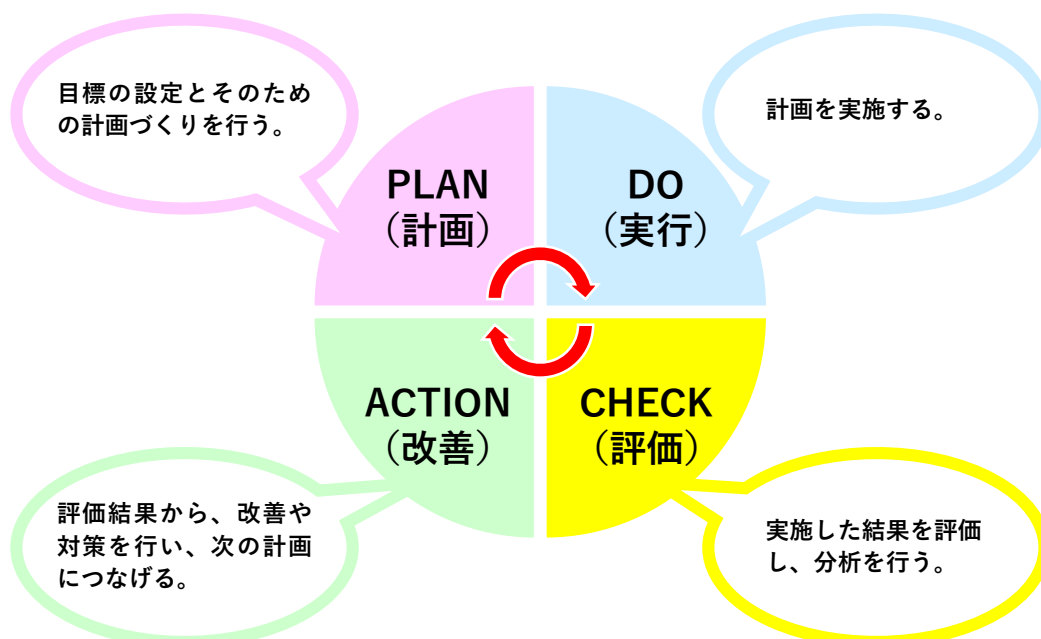 目標の設定とそのため
の計画づくりを行う。
計画を実施する。
PLAN
（計画）
DO
（実行）
ACTION
（改善）
CHECK
（評価）
評価結果から、改善や
対策を行い、次の計画
につなげる。
実施した結果を評価
し、分析を行う。